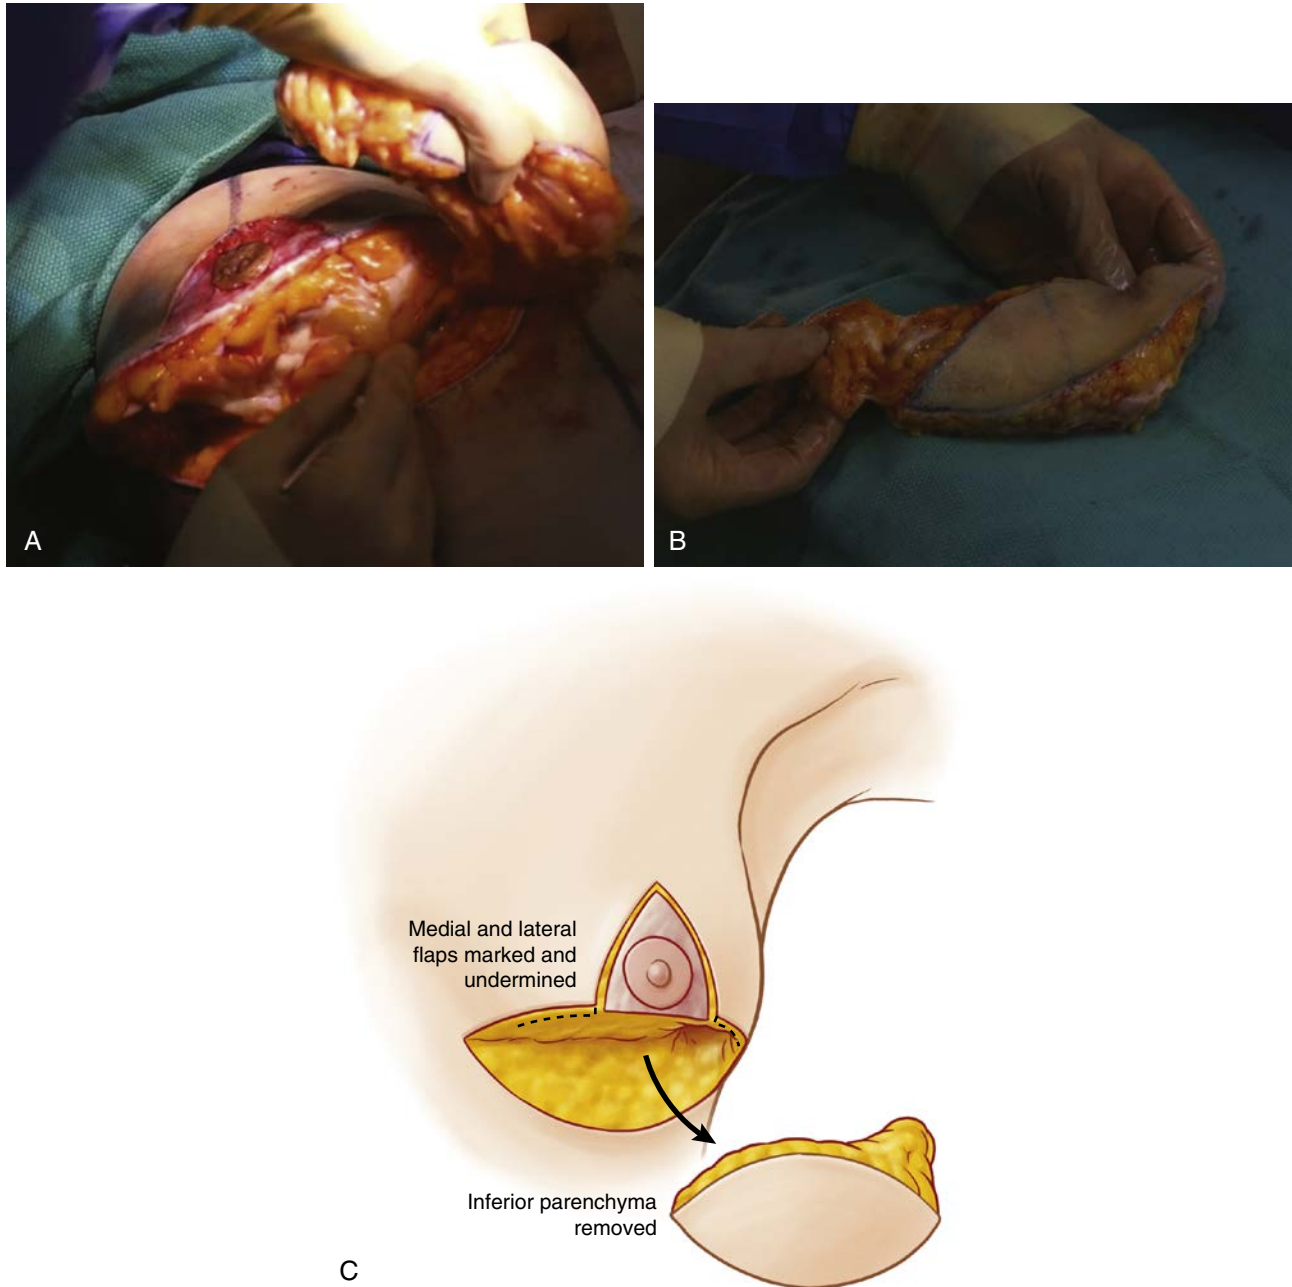 A
B
Medial and lateral
flaps marked and
undermined
Inferior parenchyma
removed
C